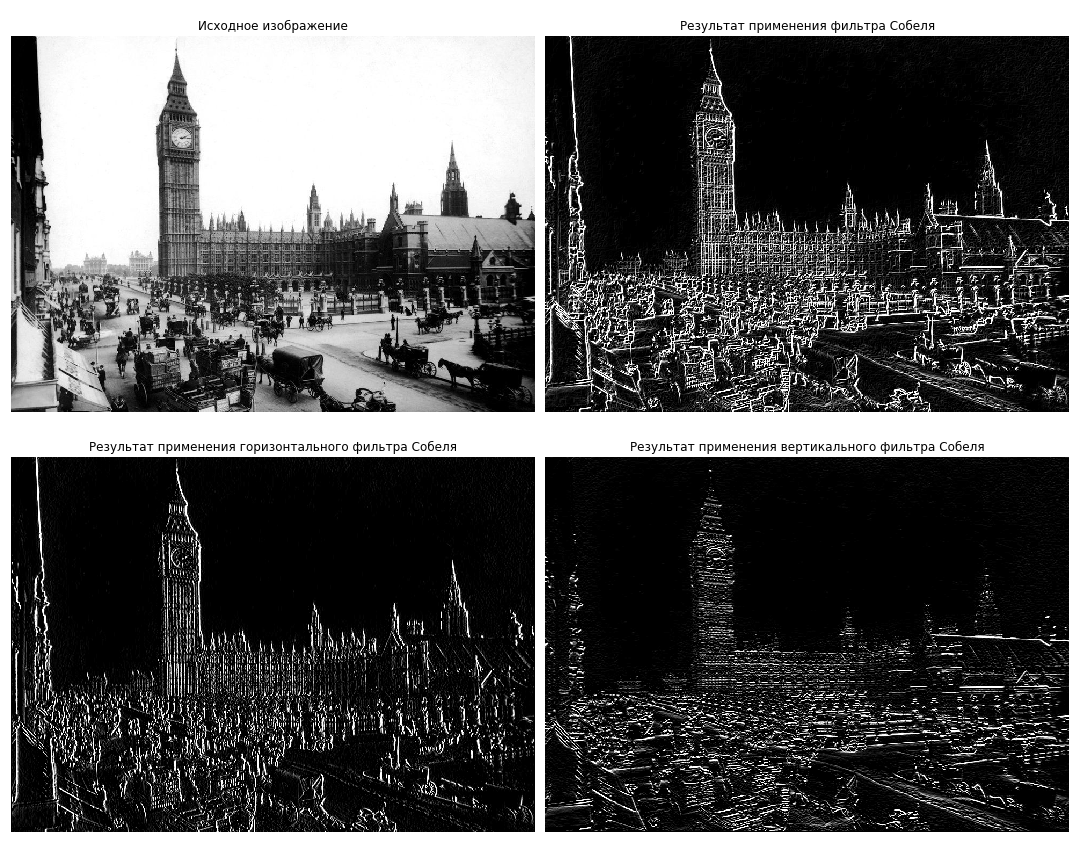 Исходное изображение
Результат применения фильтра Собеля
Результат применения горизонтального фильтра Собеля
Результат применения вертикального фильтра Собеля